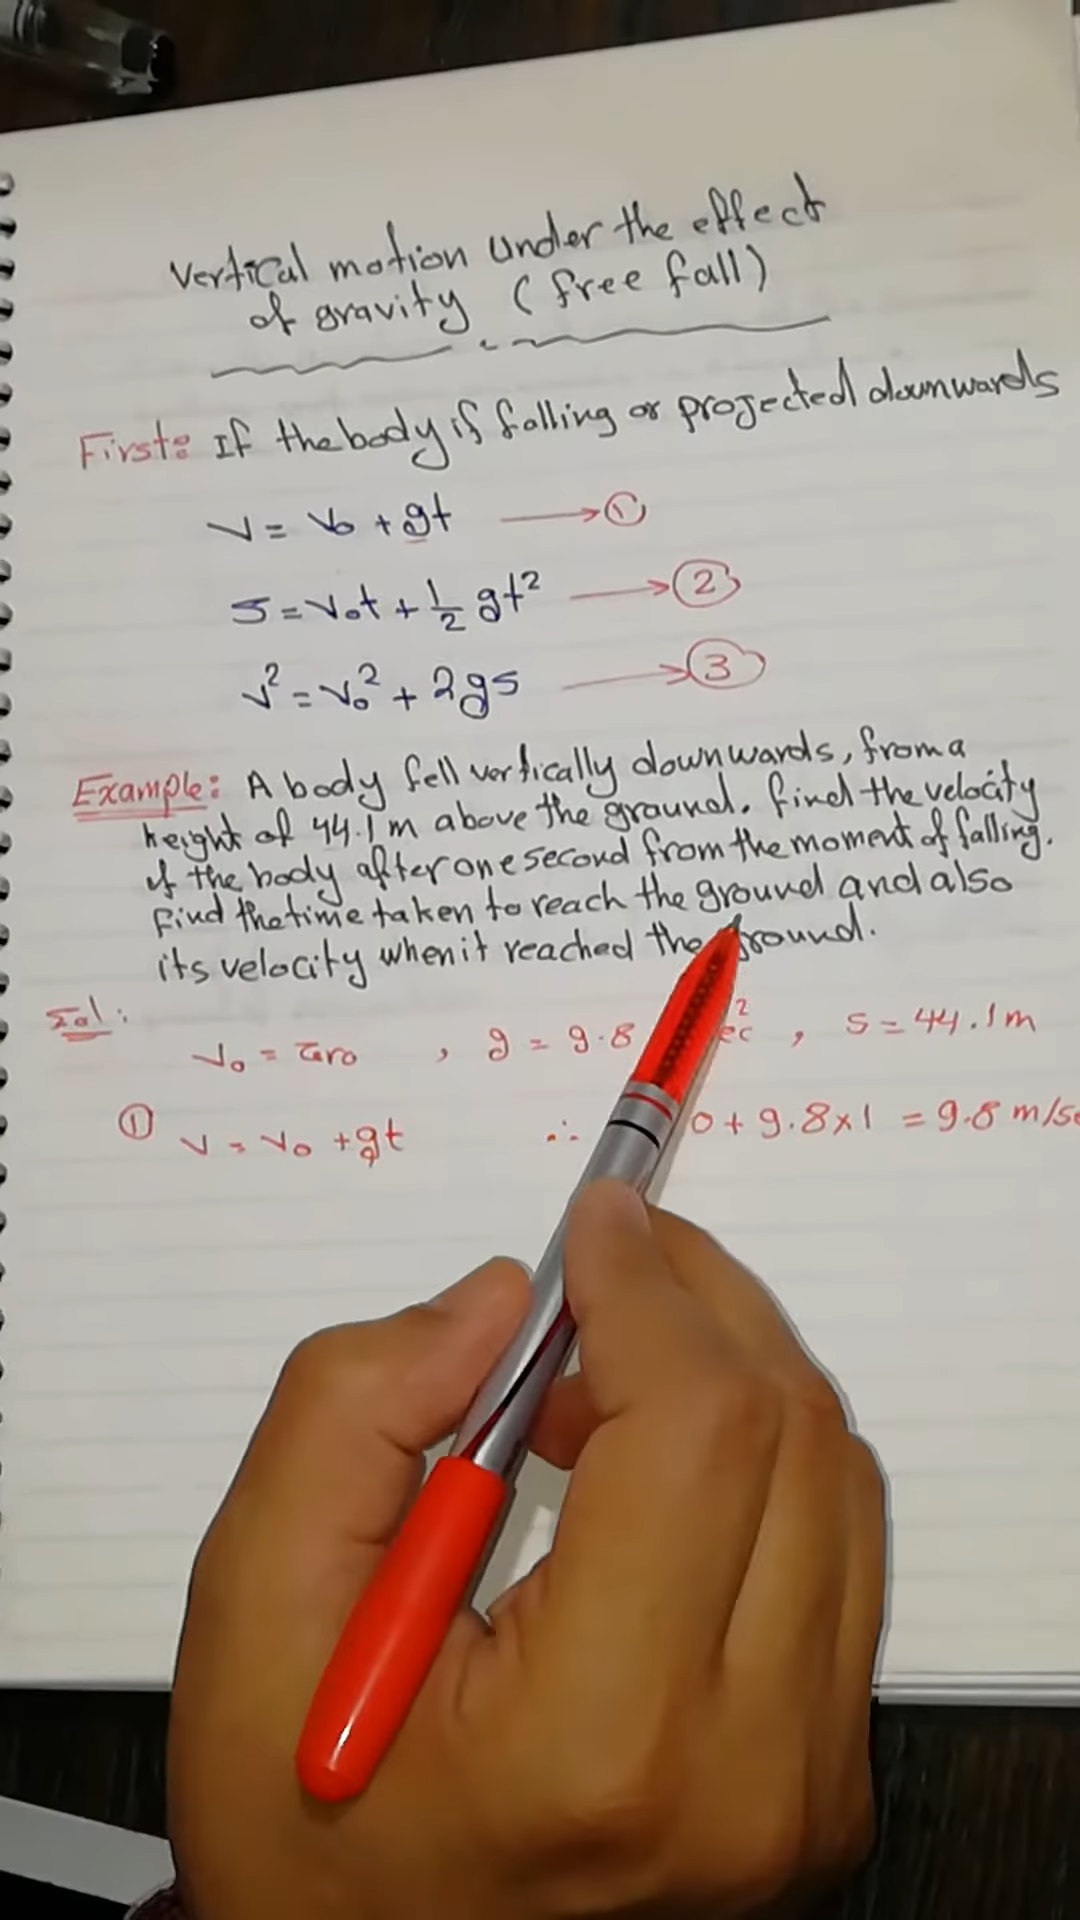 Vertical motion under the effect
of gravity (free fall)
First: If the body if falling or projected downwards
V = V₀ + gt → ①
S = V₀t + ½ gt² → ②
V² = V₀² + 2gs → ③
Example: A body fell vertically downwards, from a
height of 44.1 m above the ground. find the velocity
of the body after one second from the moment of falling.
Find the time taken to reach the ground and also
its velocity when it reached the ground.
Sol:
V₀ = zero , g = 9.8 ec² , S = 44.1 m
① V = V₀ + gt ∴ 0 + 9.8×1 = 9.8 m/se